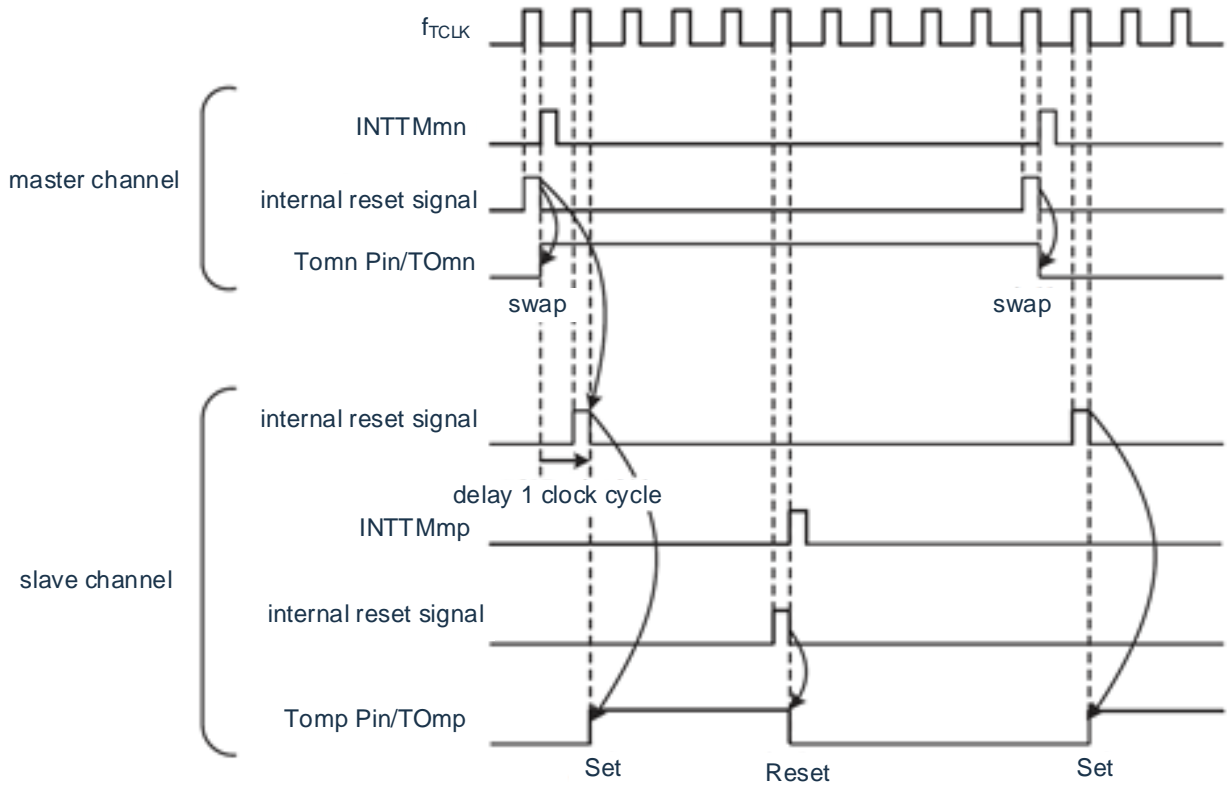 fTCLK
INTTMmn
master channel
internal reset signal
Tomn Pin/TOmn
swap
swap
internal reset signal
delay 1 clock cycle
INTTMmp
slave channel
internal reset signal
Tomp Pin/TOmp
Set
Reset
Set